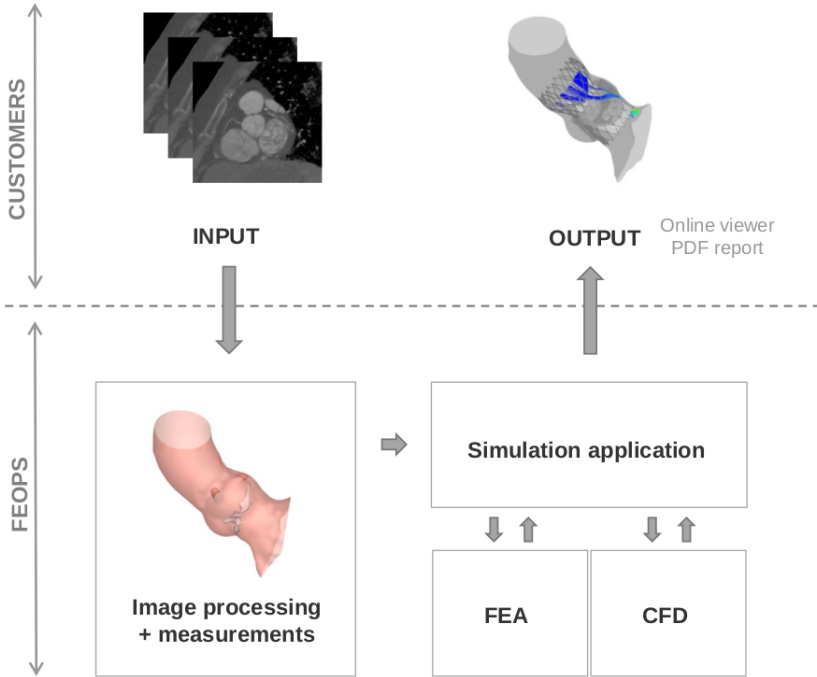 CUSTOMERS
INPUT
OUTPUT
Online viewer
PDF report
FEOPS
Image processing
+ measurements
Simulation application
FEA
CFD